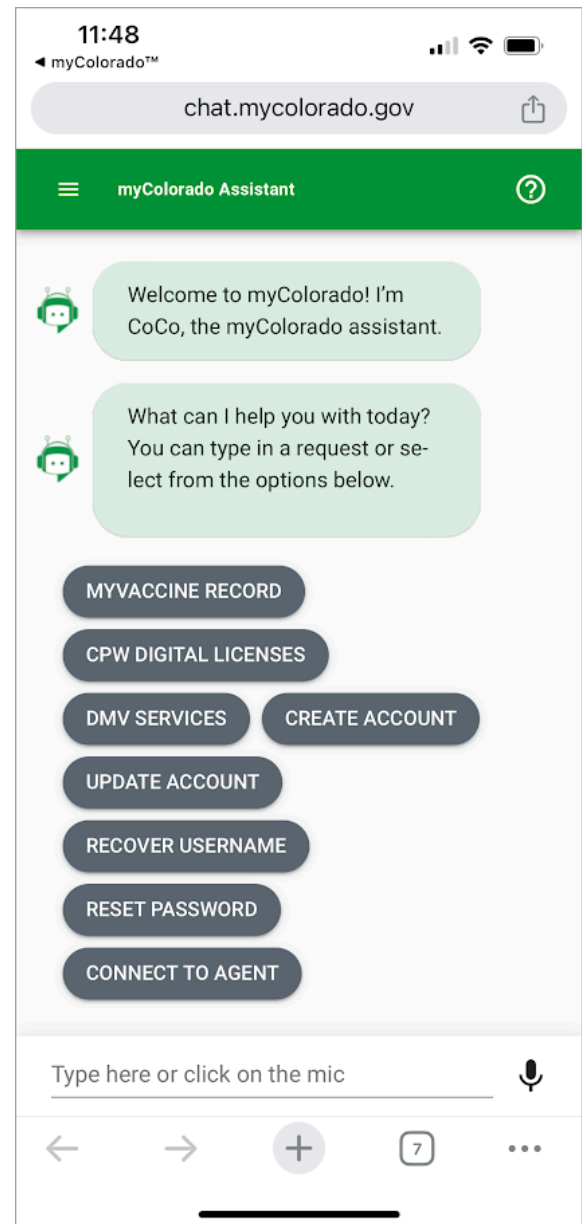 11:48
◀ myColorado™
chat.mycolorado.gov
myColorado Assistant
Welcome to myColorado! I’m
CoCo, the myColorado assistant.
What can I help you with today?
You can type in a request or se-
lect from the options below.
MYVACCINE RECORD
CPW DIGITAL LICENSES
DMV SERVICES CREATE ACCOUNT
UPDATE ACCOUNT
RECOVER USERNAME
RESET PASSWORD
CONNECT TO AGENT
Type here or click on the mic
7